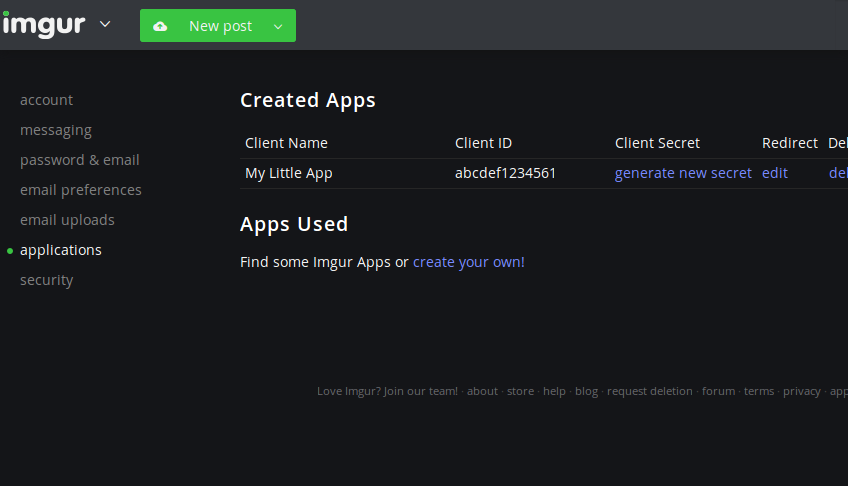 imgur New post
account
messaging
password & email
email preferences
email uploads
applications
security
Created Apps
Client Name Client ID Client Secret Redirect Del
My Little App abcdef1234561 generate new secret edit del
Apps Used
Find some Imgur Apps or create your own!
Love Imgur? Join our team! · about · store · help · blog · request deletion · forum · terms · privacy · app